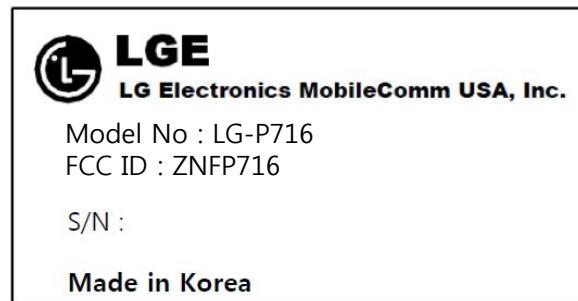 LGE
LG Electronics MobileComm USA, Inc.
Model No : LG-P716
FCC ID : ZNFP716
S/N :
Made in Korea